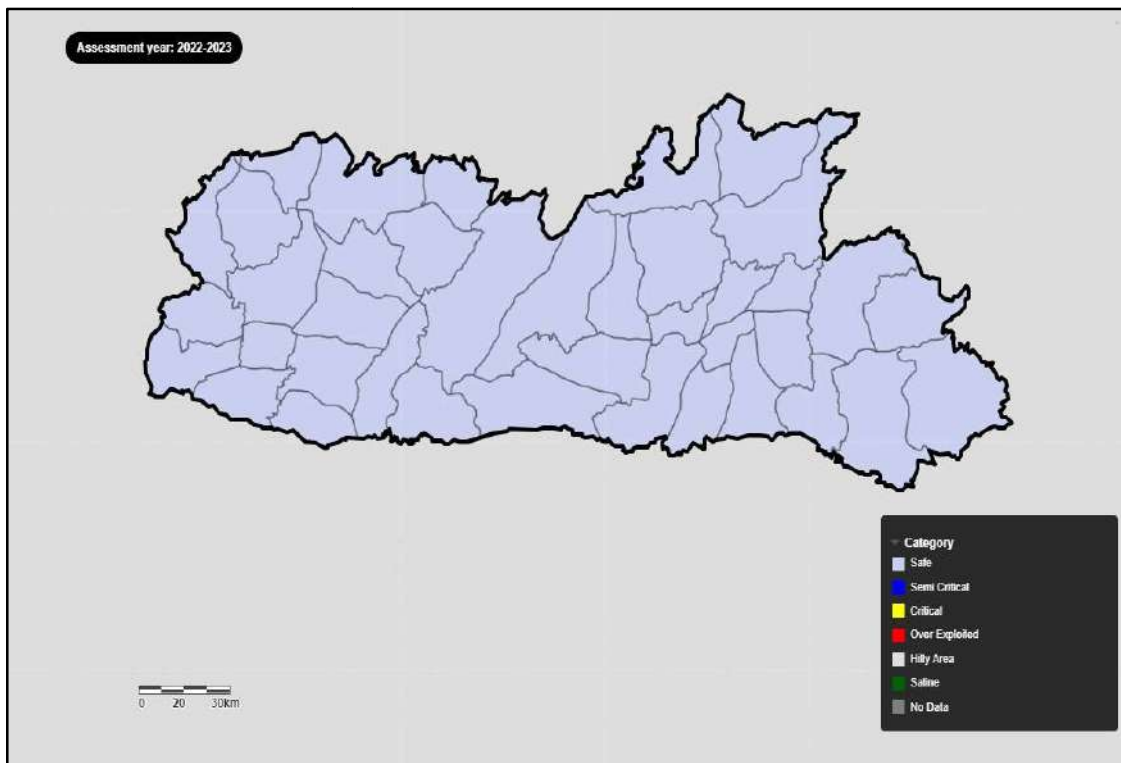 Assessment year: 2022-2023
Category
Safe
Semi Critical
Critical
Over Exploited
Hilly Area
Saline
No Data
0 20 30km